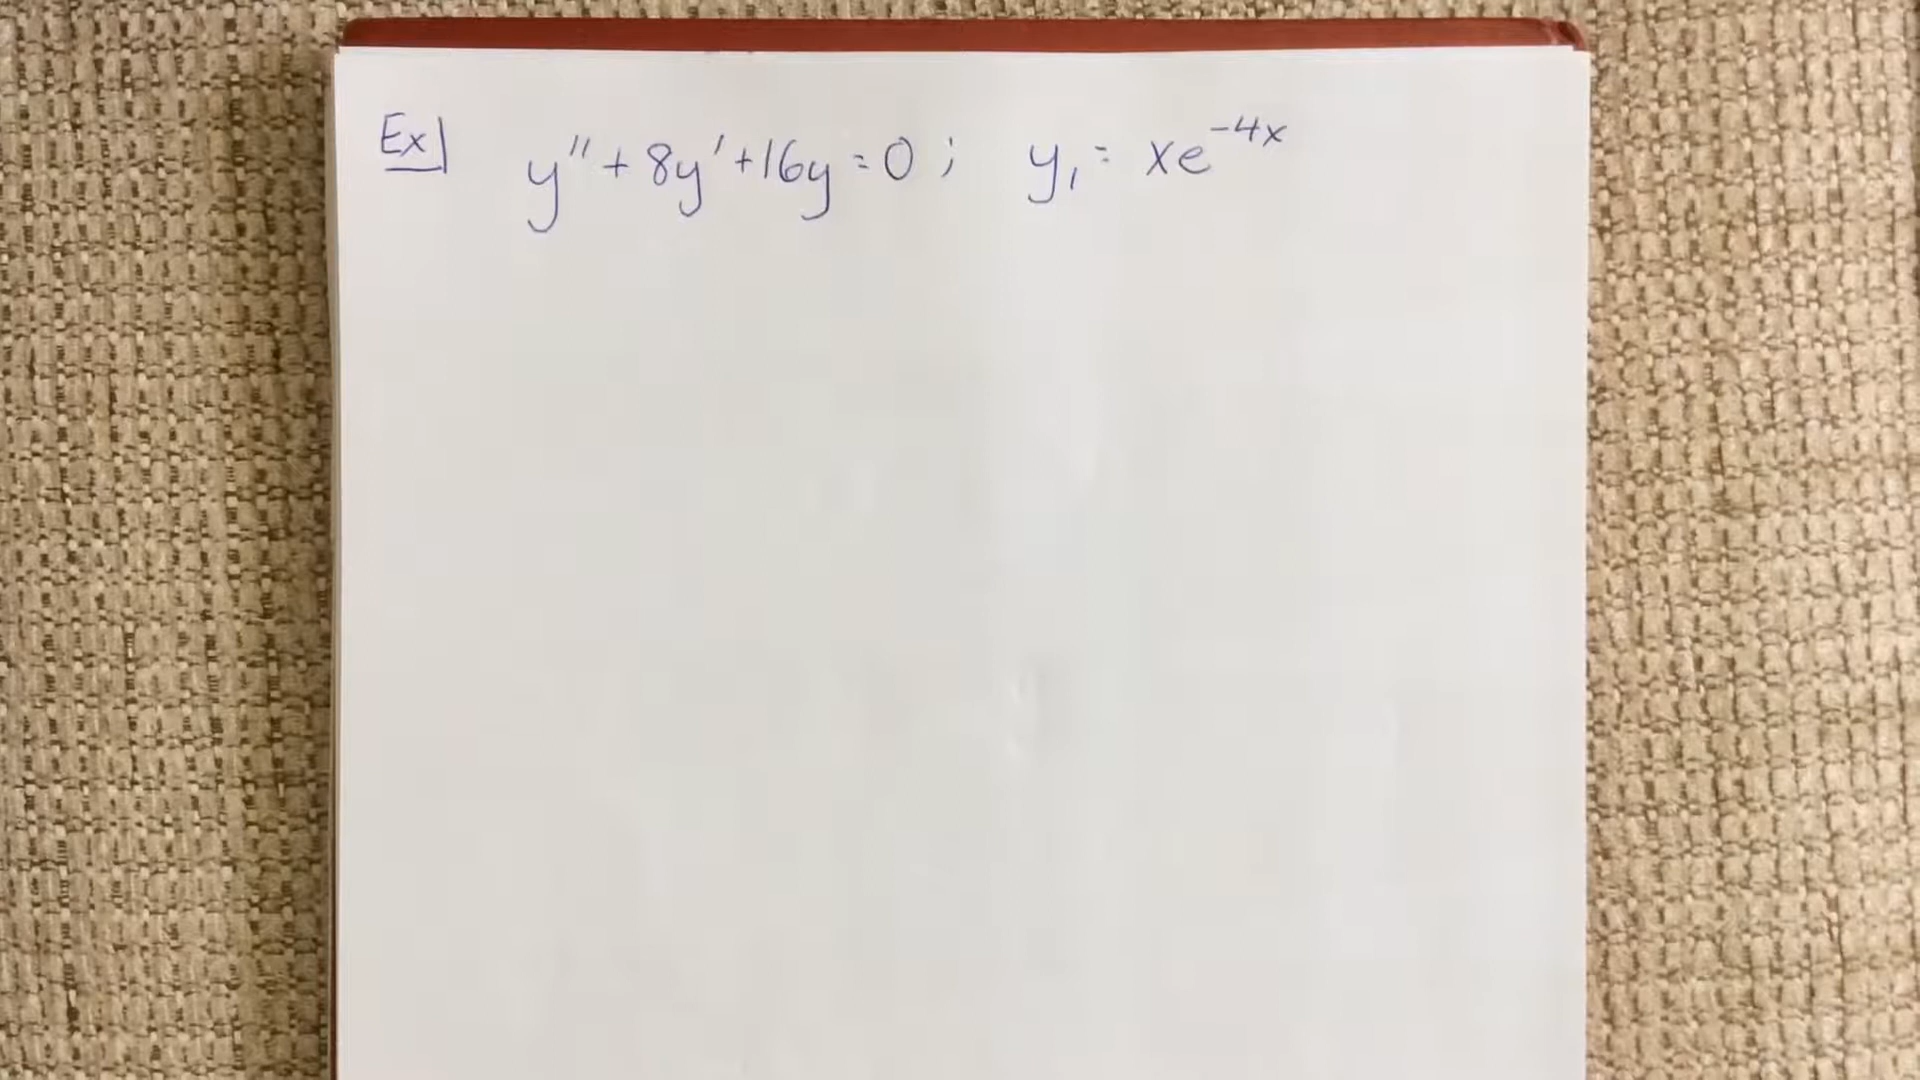 Ex y'' + 8y' + 16y = 0 ; y₁ = xe⁻⁴ˣ